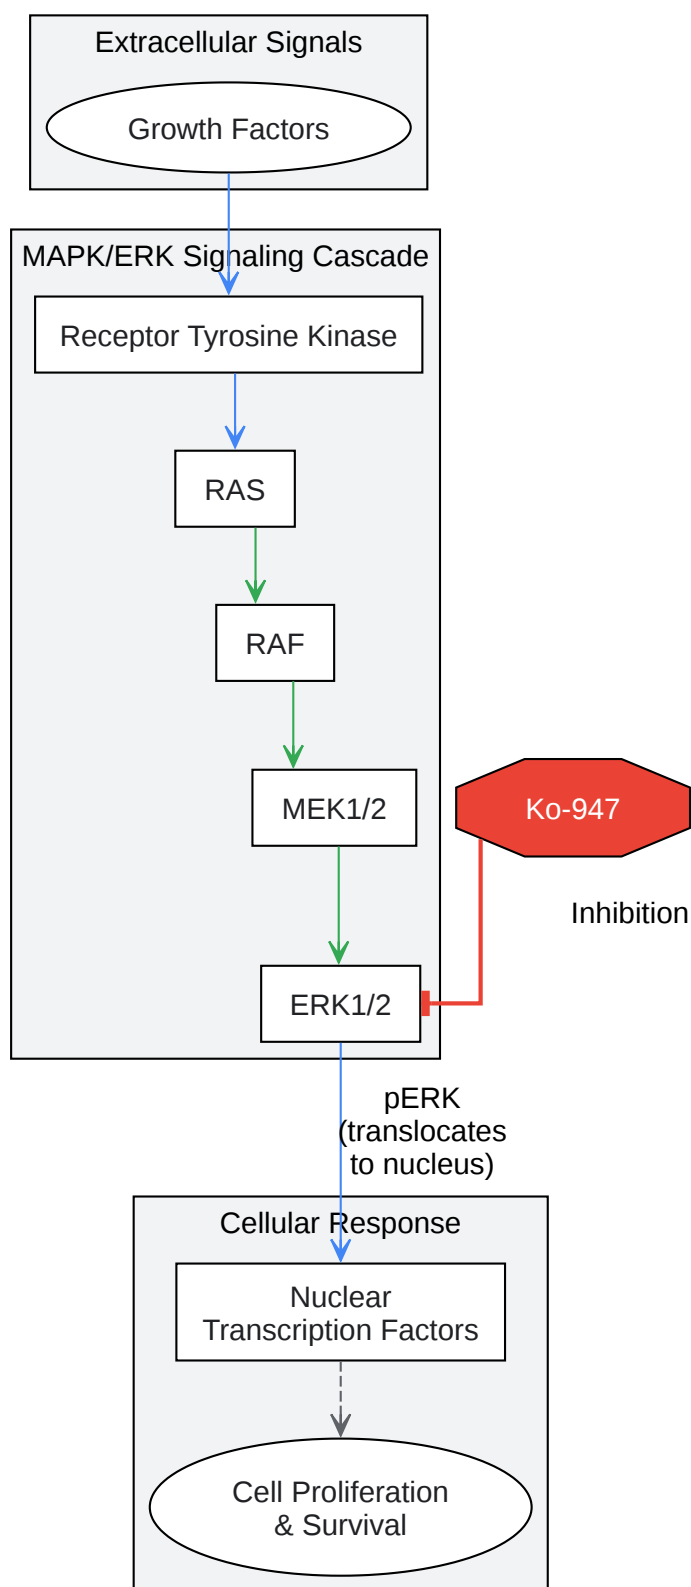 Extracellular Signals
Growth Factors
MAPK/ERK Signaling Cascade
Receptor Tyrosine Kinase
RAS
RAF
MEK1/2
Ko-947
Inhibition
ERK1/2
pERK
(translocates
to nucleus)
Cellular Response
Nuclear
Transcription Factors
Cell Proliferation
& Survival